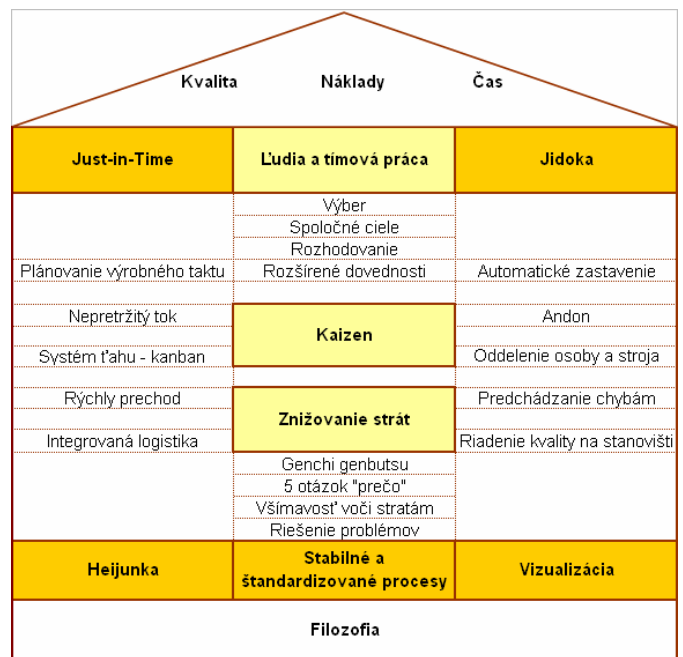 Kvalita Náklady Čas
Just-in-Time Ľudia a tímová práca Jidoka
Výber
Spoločné ciele
Rozhodovanie
Plánovanie výrobného taktu Rozšírené dovednosti Automatické zastavenie
Nepretržitý tok Andon
Kaizen
Systém ťahu - kanban Oddelenie osoby a stroja
Rýchly prechod Predchádzanie chybám
Znižovanie strát
Integrovaná logistika Riadenie kvality na stanovišti
Genchi genbutsu
5 otázok "prečo"
Všímavosť voči stratám
Riešenie problémov
Heijunka Stabilné a štandardizované procesy Vizualizácia
Filozofia